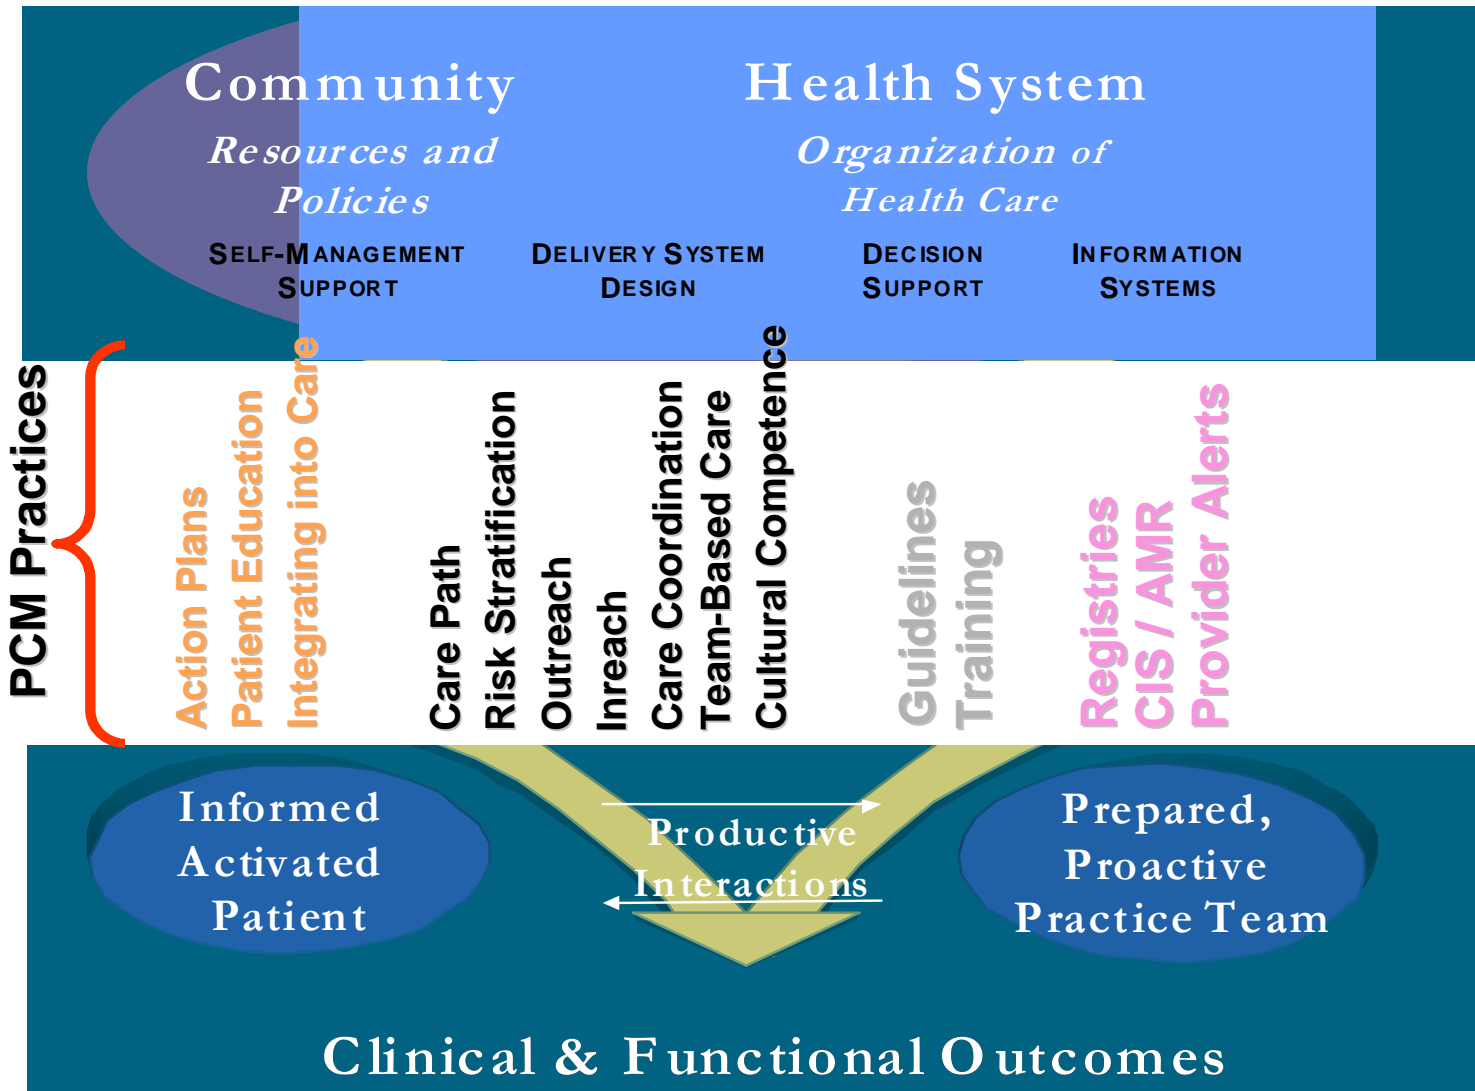 Community
Resources and
Policies
Health System
Organization of
Health Care
SELF-MANAGEMENT
SUPPORT
DELIVERY SYSTEM
DESIGN
DECISION
SUPPORT
INFORMATION
SYSTEMS
PCM Practices
Action Plans
Patient Education
Integrating into Care
Care Path
Risk Stratification
Outreach
Inreach
Care Coordination
Team-Based Care
Cultural Competence
Guidelines
Training
Registries
CIS / AMR
Provider Alerts
Informed
Activated
Patient
Productive
Interactions
Prepared,
Proactive
Practice Team
Clinical & Functional Outcomes